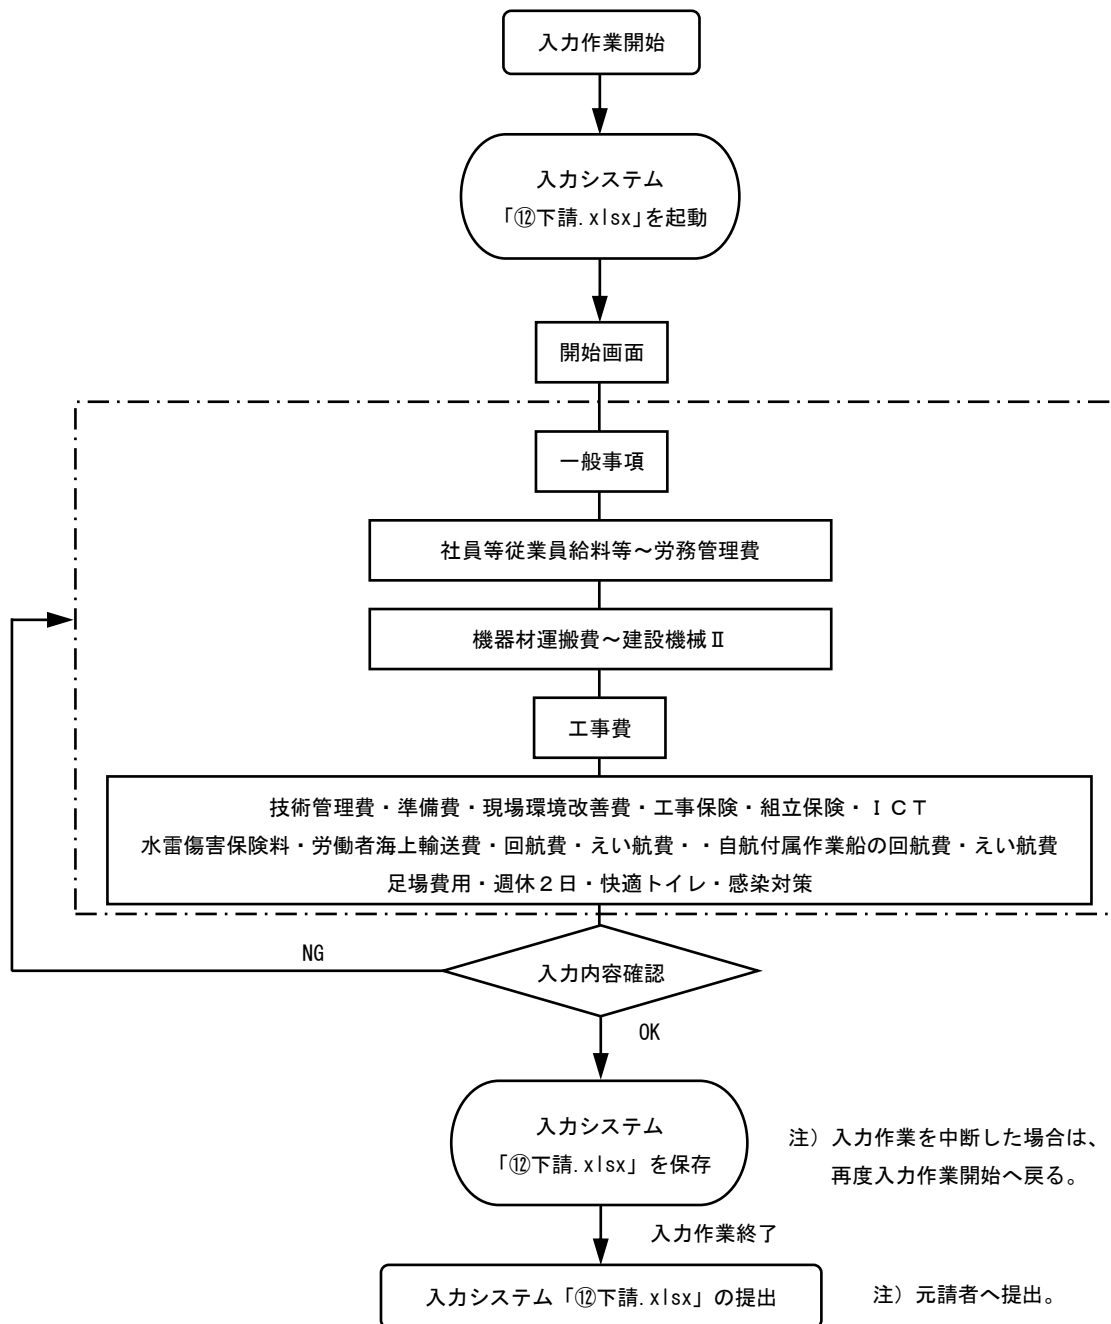 入力作業開始
入力システム
「⑫下請.xlsx」を起動
開始画面
一般事項
社員等従業員給料等～労務管理費
機器材運搬費～建設機械Ⅱ
工事費
技術管理費・準備費・現場環境改善費・工事保険・組立保険・ＩＣＴ
水雷傷害保険料・労働者海上輸送費・回航費・えい航費・・自航付属作業船の回航費・えい航費
足場費用・週休２日・快適トイレ・感染対策
NG
入力内容確認
OK
入力システム
「⑫下請.xlsx」を保存
注）入力作業を中断した場合は、
再度入力作業開始へ戻る。
入力作業終了
入力システム「⑫下請.xlsx」の提出
注）元請者へ提出。